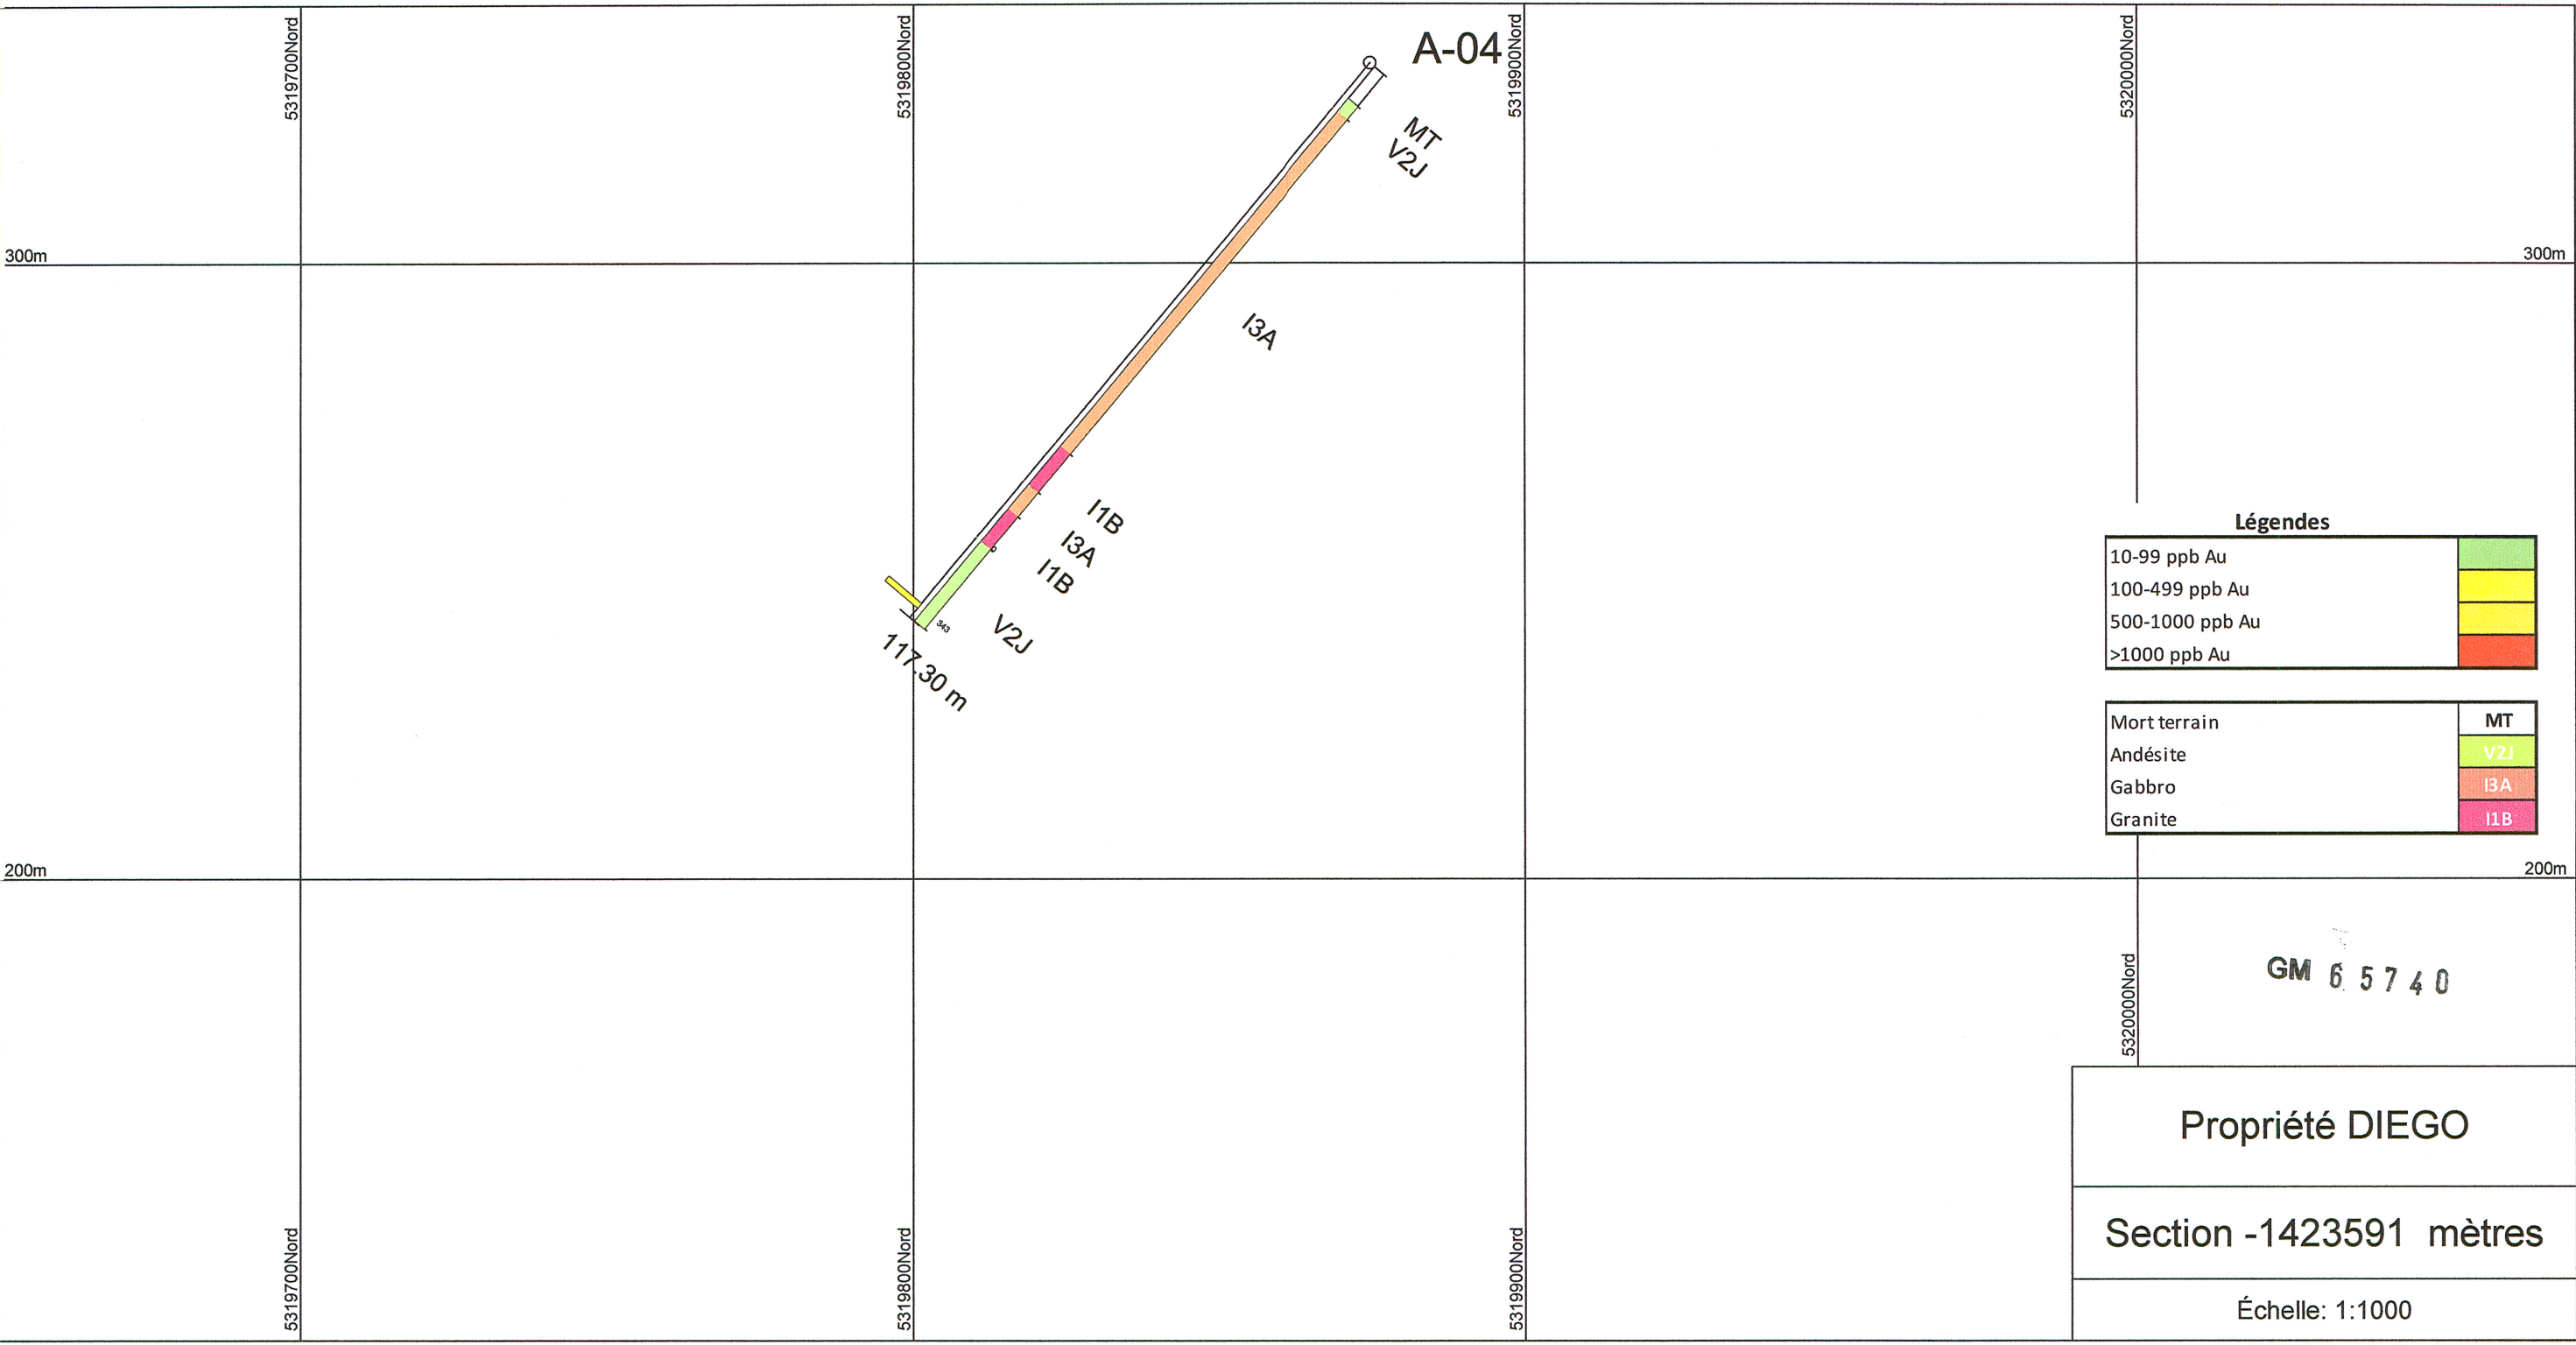 5319700Nord
5319800Nord
A-04
5319900Nord
5320000Nord
MT
V2J
300m
300m
I3A
I1B
I3A
I1B
V2J
343
117.30 m
Légendes
10-99 ppb Au
100-499 ppb Au
500-1000 ppb Au
>1000 ppb Au
Mort terrain MT
Andésite V2J
Gabbro I3A
Granite I1B
200m
200m
GM 65740
5320000Nord
Propriété DIEGO
Section -1423591 mètres
Échelle: 1:1000
5319700Nord
5319800Nord
5319900Nord